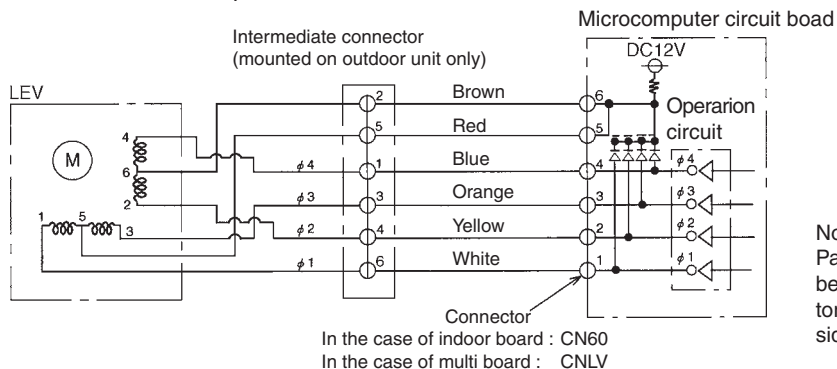 Microcomputer circuit boad
Intermediate connector
(mounted on outdoor unit only)
DC12V
LEV
2 Brown 6
Operarion
circuit
5 Red 5
4
M
6
2
ϕ4 1 Blue 4 ϕ4
ϕ3 3 Orange 3 ϕ3
1 5 3
ϕ2 4 Yellow 2 ϕ2
ϕ1 6 White 1 ϕ1
No
Pa
be
tor
sid
Connector
In the case of indoor board : CN60
In the case of multi board : CNLV